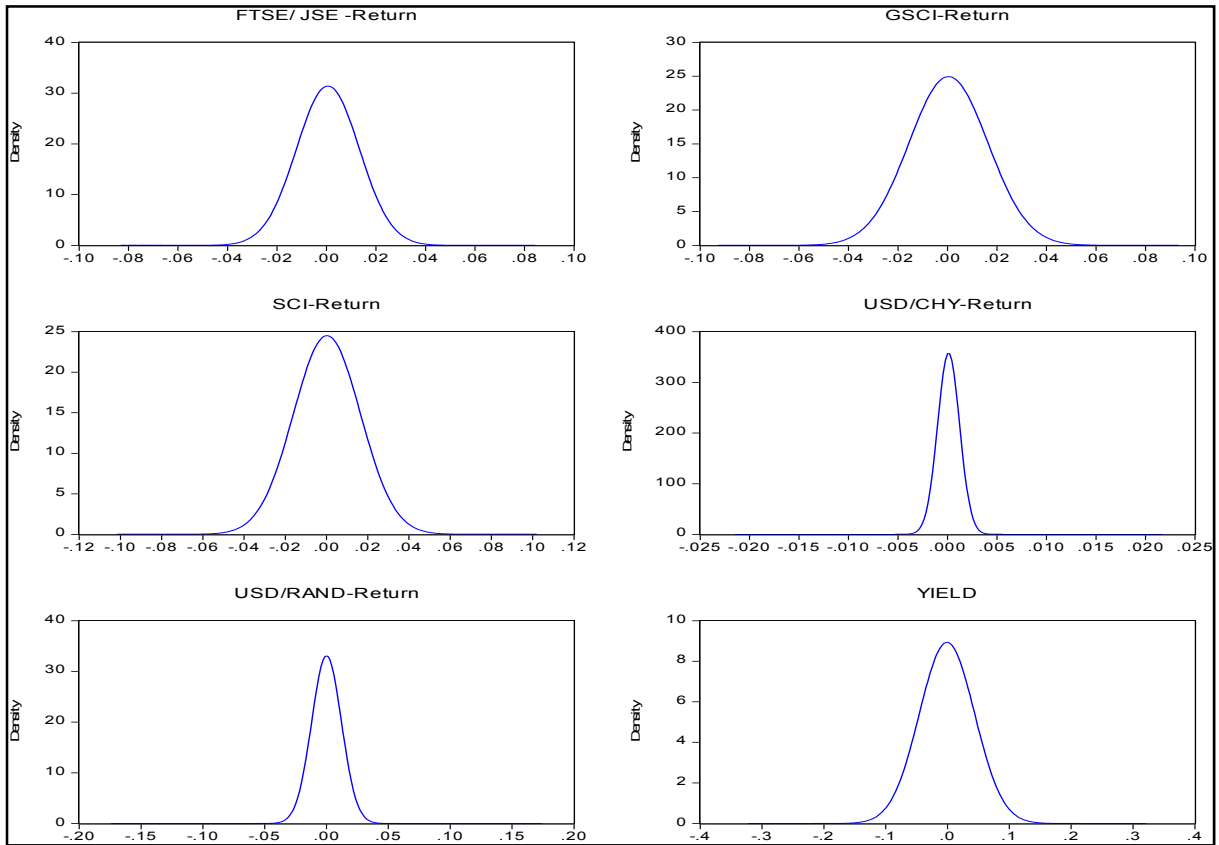 FTSE/ JSE -Return
40
30
20
10
0
Density
-.10 -.08 -.06 -.04 -.02 .00 .02 .04 .06 .08 .10
GSCI-Return
30
25
20
15
10
5
0
Density
-.10 -.08 -.06 -.04 -.02 .00 .02 .04 .06 .08 .10
SCI-Return
25
20
15
10
5
0
Density
-.12 -.10 -.08 -.06 -.04 -.02 .00 .02 .04 .06 .08 .10 .12
USD/CHY-Return
400
300
200
100
0
Density
-.025 -.020 -.015 -.010 -.005 .000 .005 .010 .015 .020 .025
USD/RAND-Return
40
30
20
10
0
Density
-.20 -.15 -.10 -.05 .00 .05 .10 .15 .20
YIELD
10
8
6
4
2
0
Density
-.4 -.3 -.2 -.1 .0 .1 .2 .3 .4